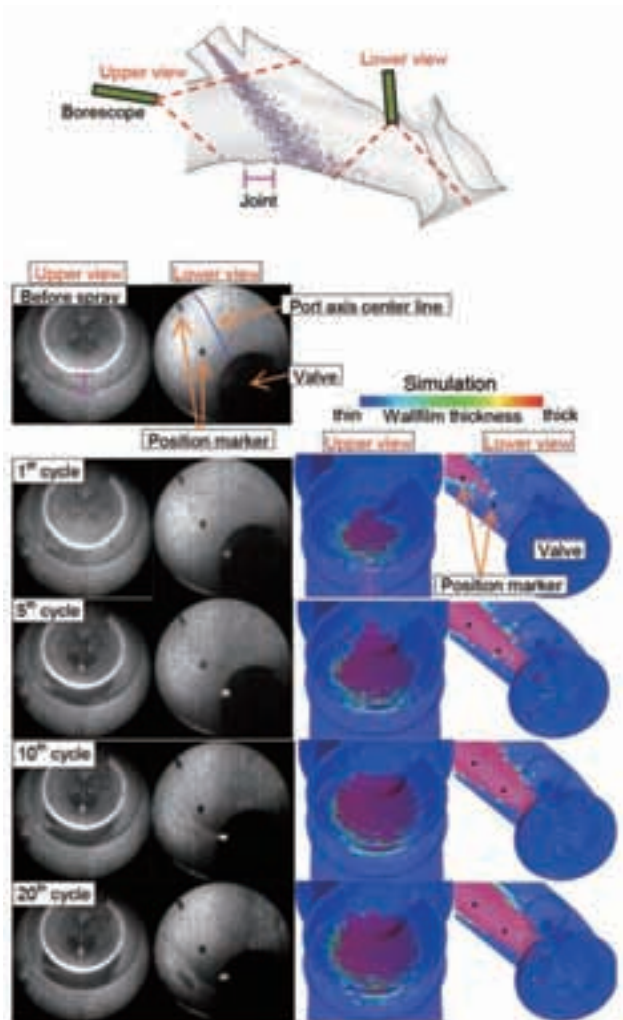 Lower view
Upper view
Borescope
Joint
Upper view
Lower view
Before spray
Port axis center line
Valve
Position marker
Simulation
thin
Wallfilm thickness
thick
Upper view
Lower view
1st cycle
Valve
Position marker
5th cycle
10th cycle
20th cycle